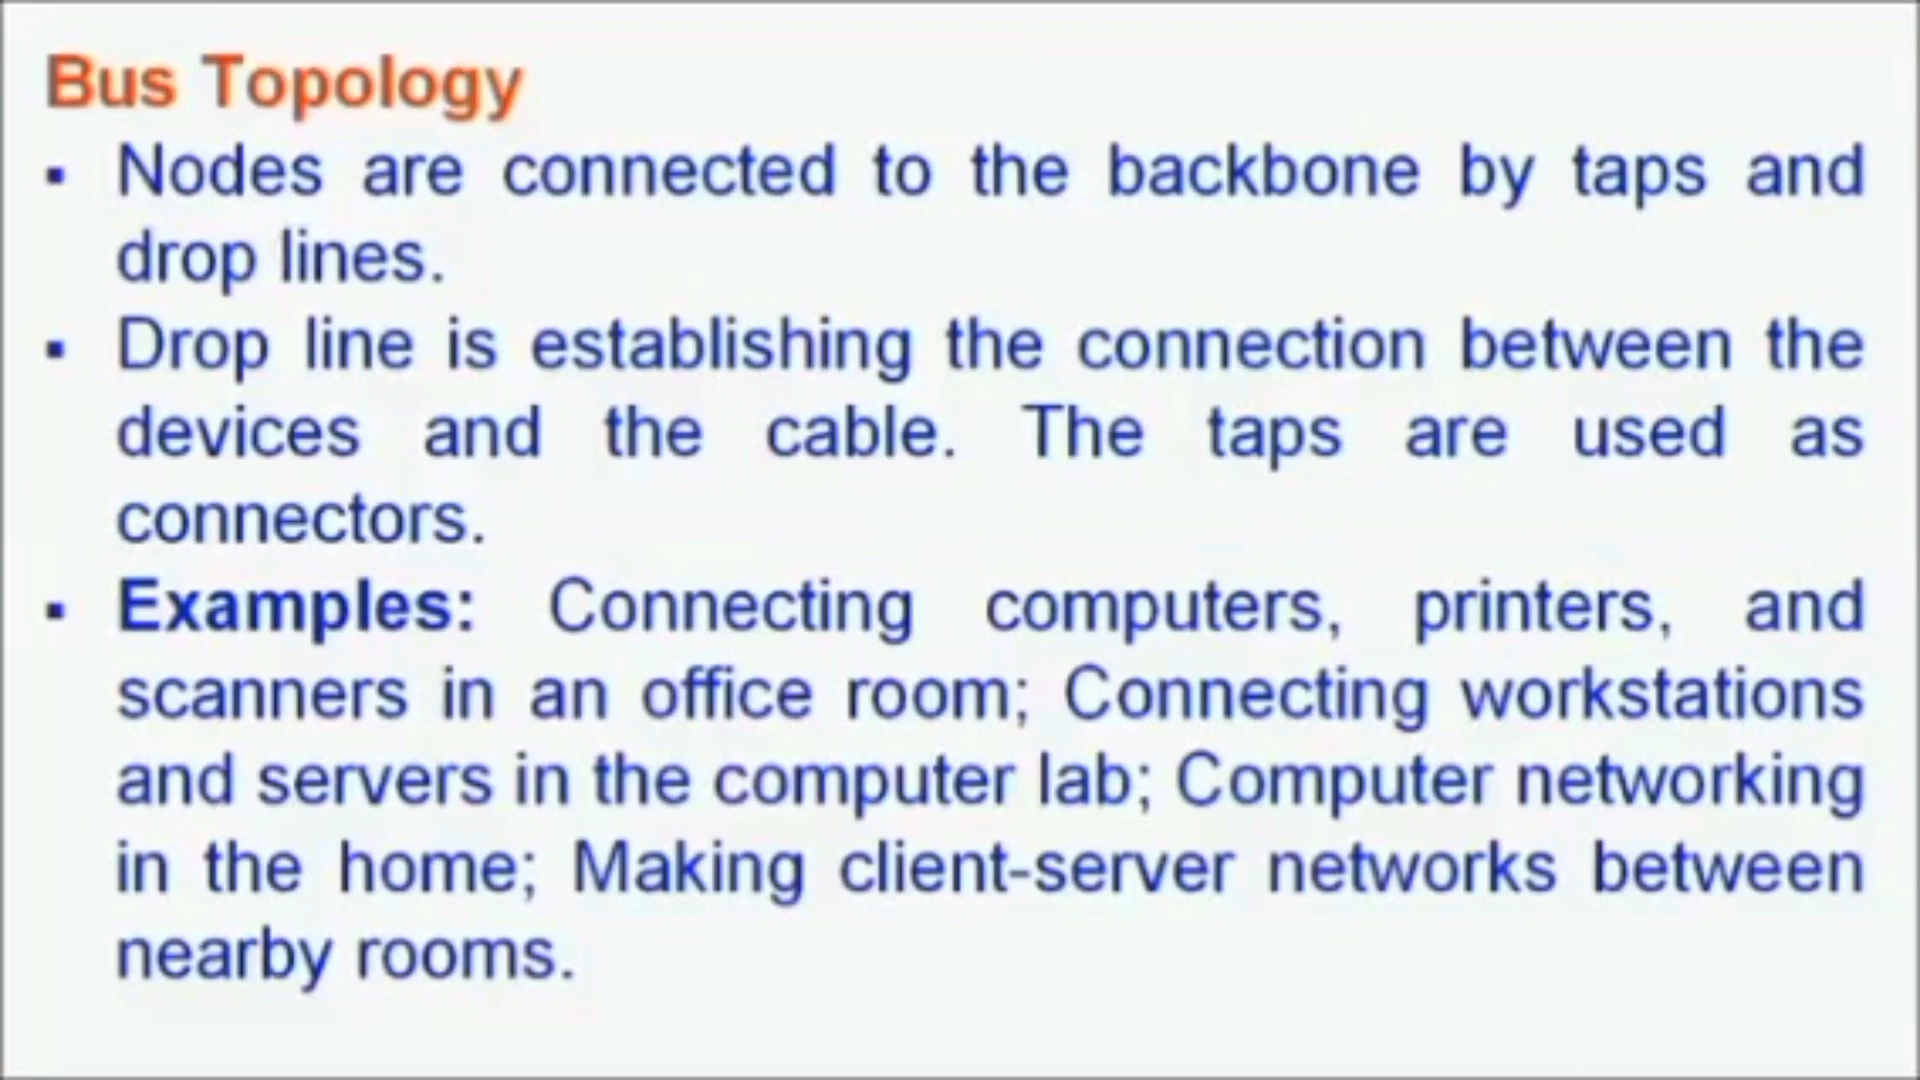 Bus Topology
▪ Nodes are connected to the backbone by taps and
drop lines.
▪ Drop line is establishing the connection between the
devices and the cable. The taps are used as
connectors.
▪ Examples: Connecting computers, printers, and
scanners in an office room; Connecting workstations
and servers in the computer lab; Computer networking
in the home; Making client-server networks between
nearby rooms.